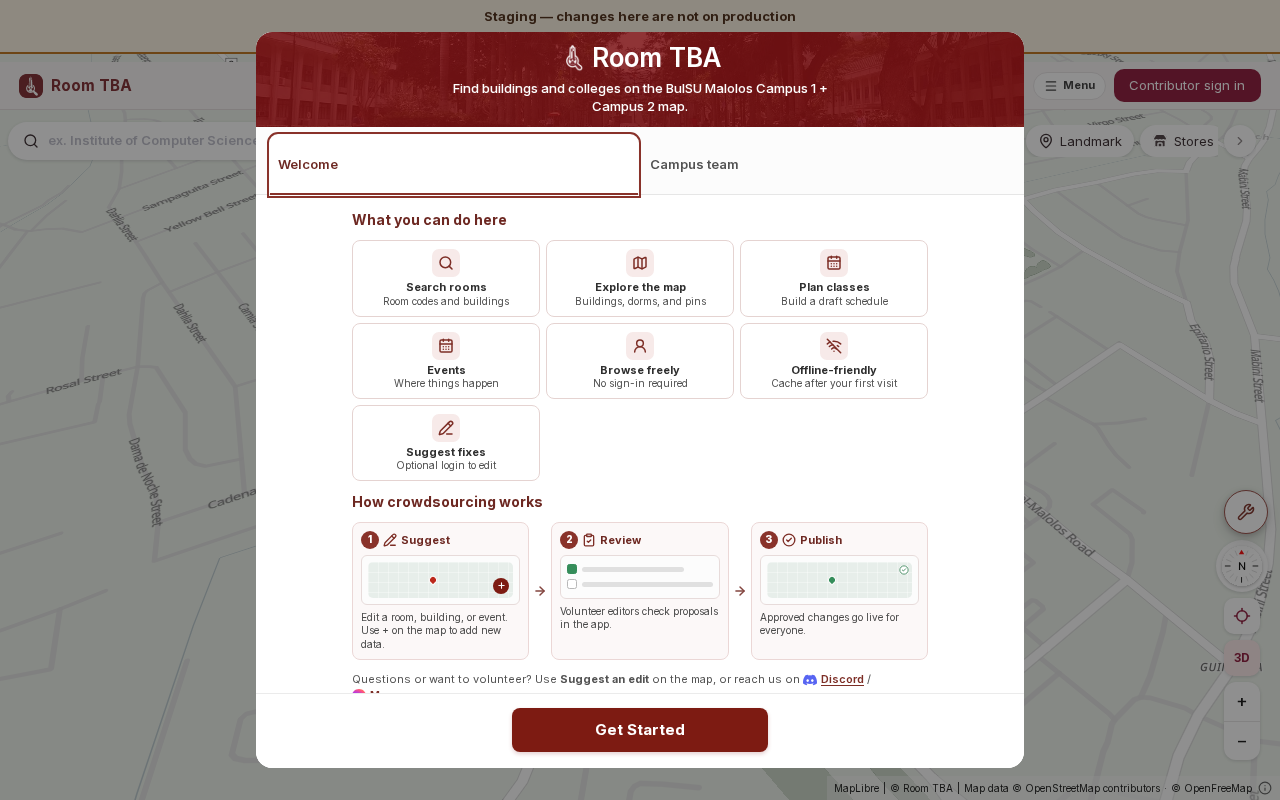 Staging — changes here are not on production
Room TBA
Find buildings and colleges on the BulSU Malolos Campus 1 +
Campus 2 map.
Room TBA
Menu
Contributor sign in
ex. Institute of Computer Science
Landmark
Stores
Welcome
Campus team
What you can do here
Search rooms
Room codes and buildings
Explore the map
Buildings, dorms, and pins
Plan classes
Build a draft schedule
Events
Where things happen
Browse freely
No sign-in required
Offline-friendly
Cache after your first visit
Suggest fixes
Optional login to edit
How crowdsourcing works
1 Suggest
Edit a room, building, or event.
Use + on the map to add new
data.
2 Review
Volunteer editors check proposals
in the app.
3 Publish
Approved changes go live for
everyone.
Questions or want to volunteer? Use Suggest an edit on the map, or reach us on Discord /
Get Started
Sampaguita Street
Yellow Bell Street
Dahlia Street
Dahlia Street
Rosal Street
Dama de Noche Street
Cadena
Mabini Street
Epifanio Street
Mabini Street
-Malolos Road
N
3D
+
−
MapLibre | © Room TBA | Map data © OpenStreetMap contributors · © OpenFreeMap